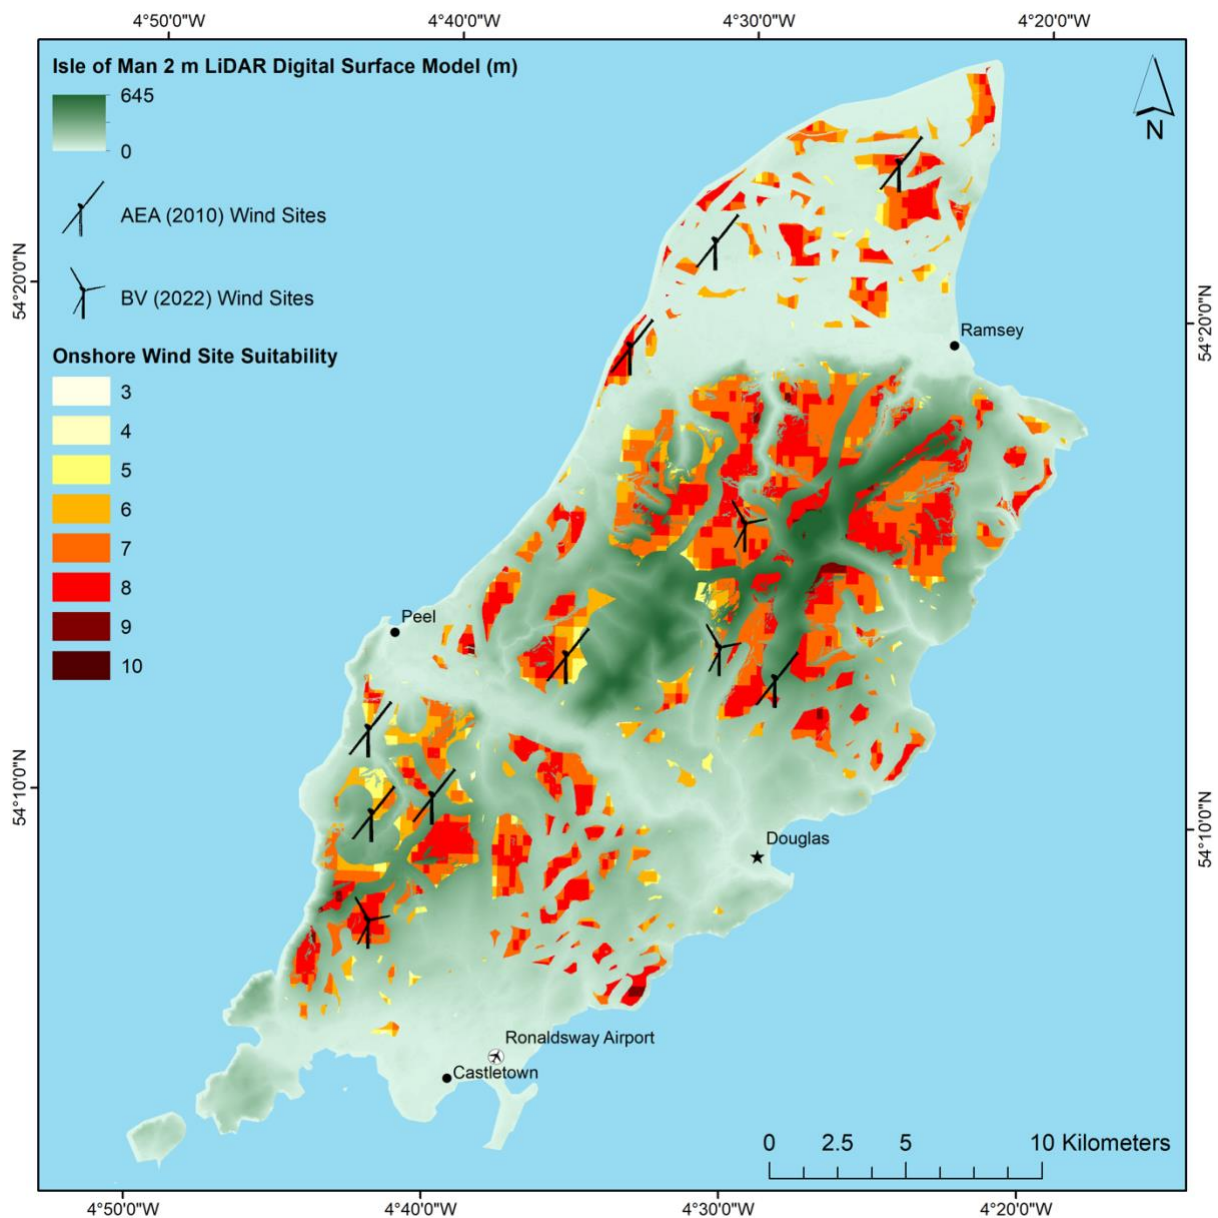 4°50'0"W 4°40'0"W 4°30'0"W 4°20'0"W
Isle of Man 2 m LiDAR Digital Surface Model (m)
645
0
N
AEA (2010) Wind Sites
54°20'0"N
BV (2022) Wind Sites
54°20'0"N
Ramsey
Onshore Wind Site Suitability
3
4
5
6
7
8
9
10
Peel
54°10'0"N
54°10'0"N
Douglas
Ronaldsway Airport
Castletown
0 2.5 5 10 Kilometers
4°50'0"W 4°40'0"W 4°30'0"W 4°20'0"W